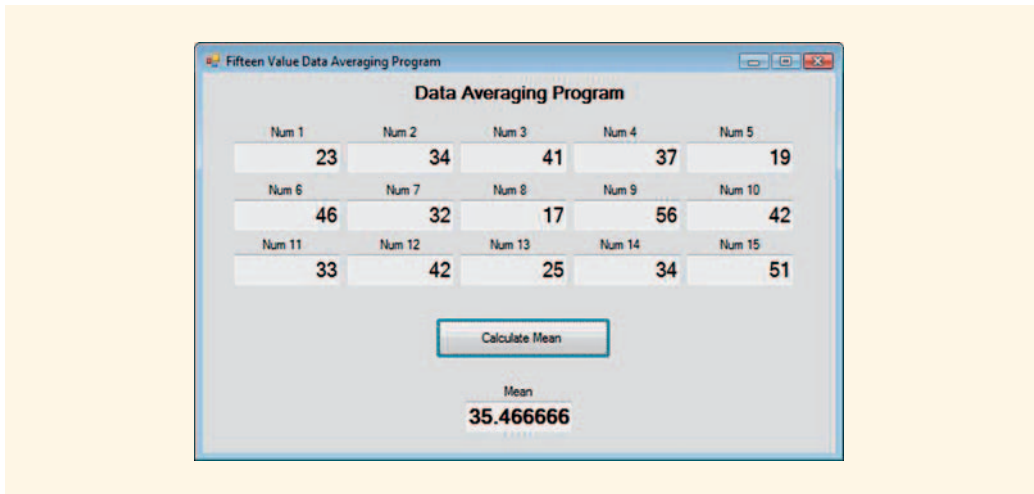 Fifteen Value Data Averaging Program
Data Averaging Program
Num 1 Num 2 Num 3 Num 4 Num 5
23 34 41 37 19
Num 6 Num 7 Num 8 Num 9 Num 10
46 32 17 56 42
Num 11 Num 12 Num 13 Num 14 Num 15
33 42 25 34 51
Calculate Mean
Mean
35.466666